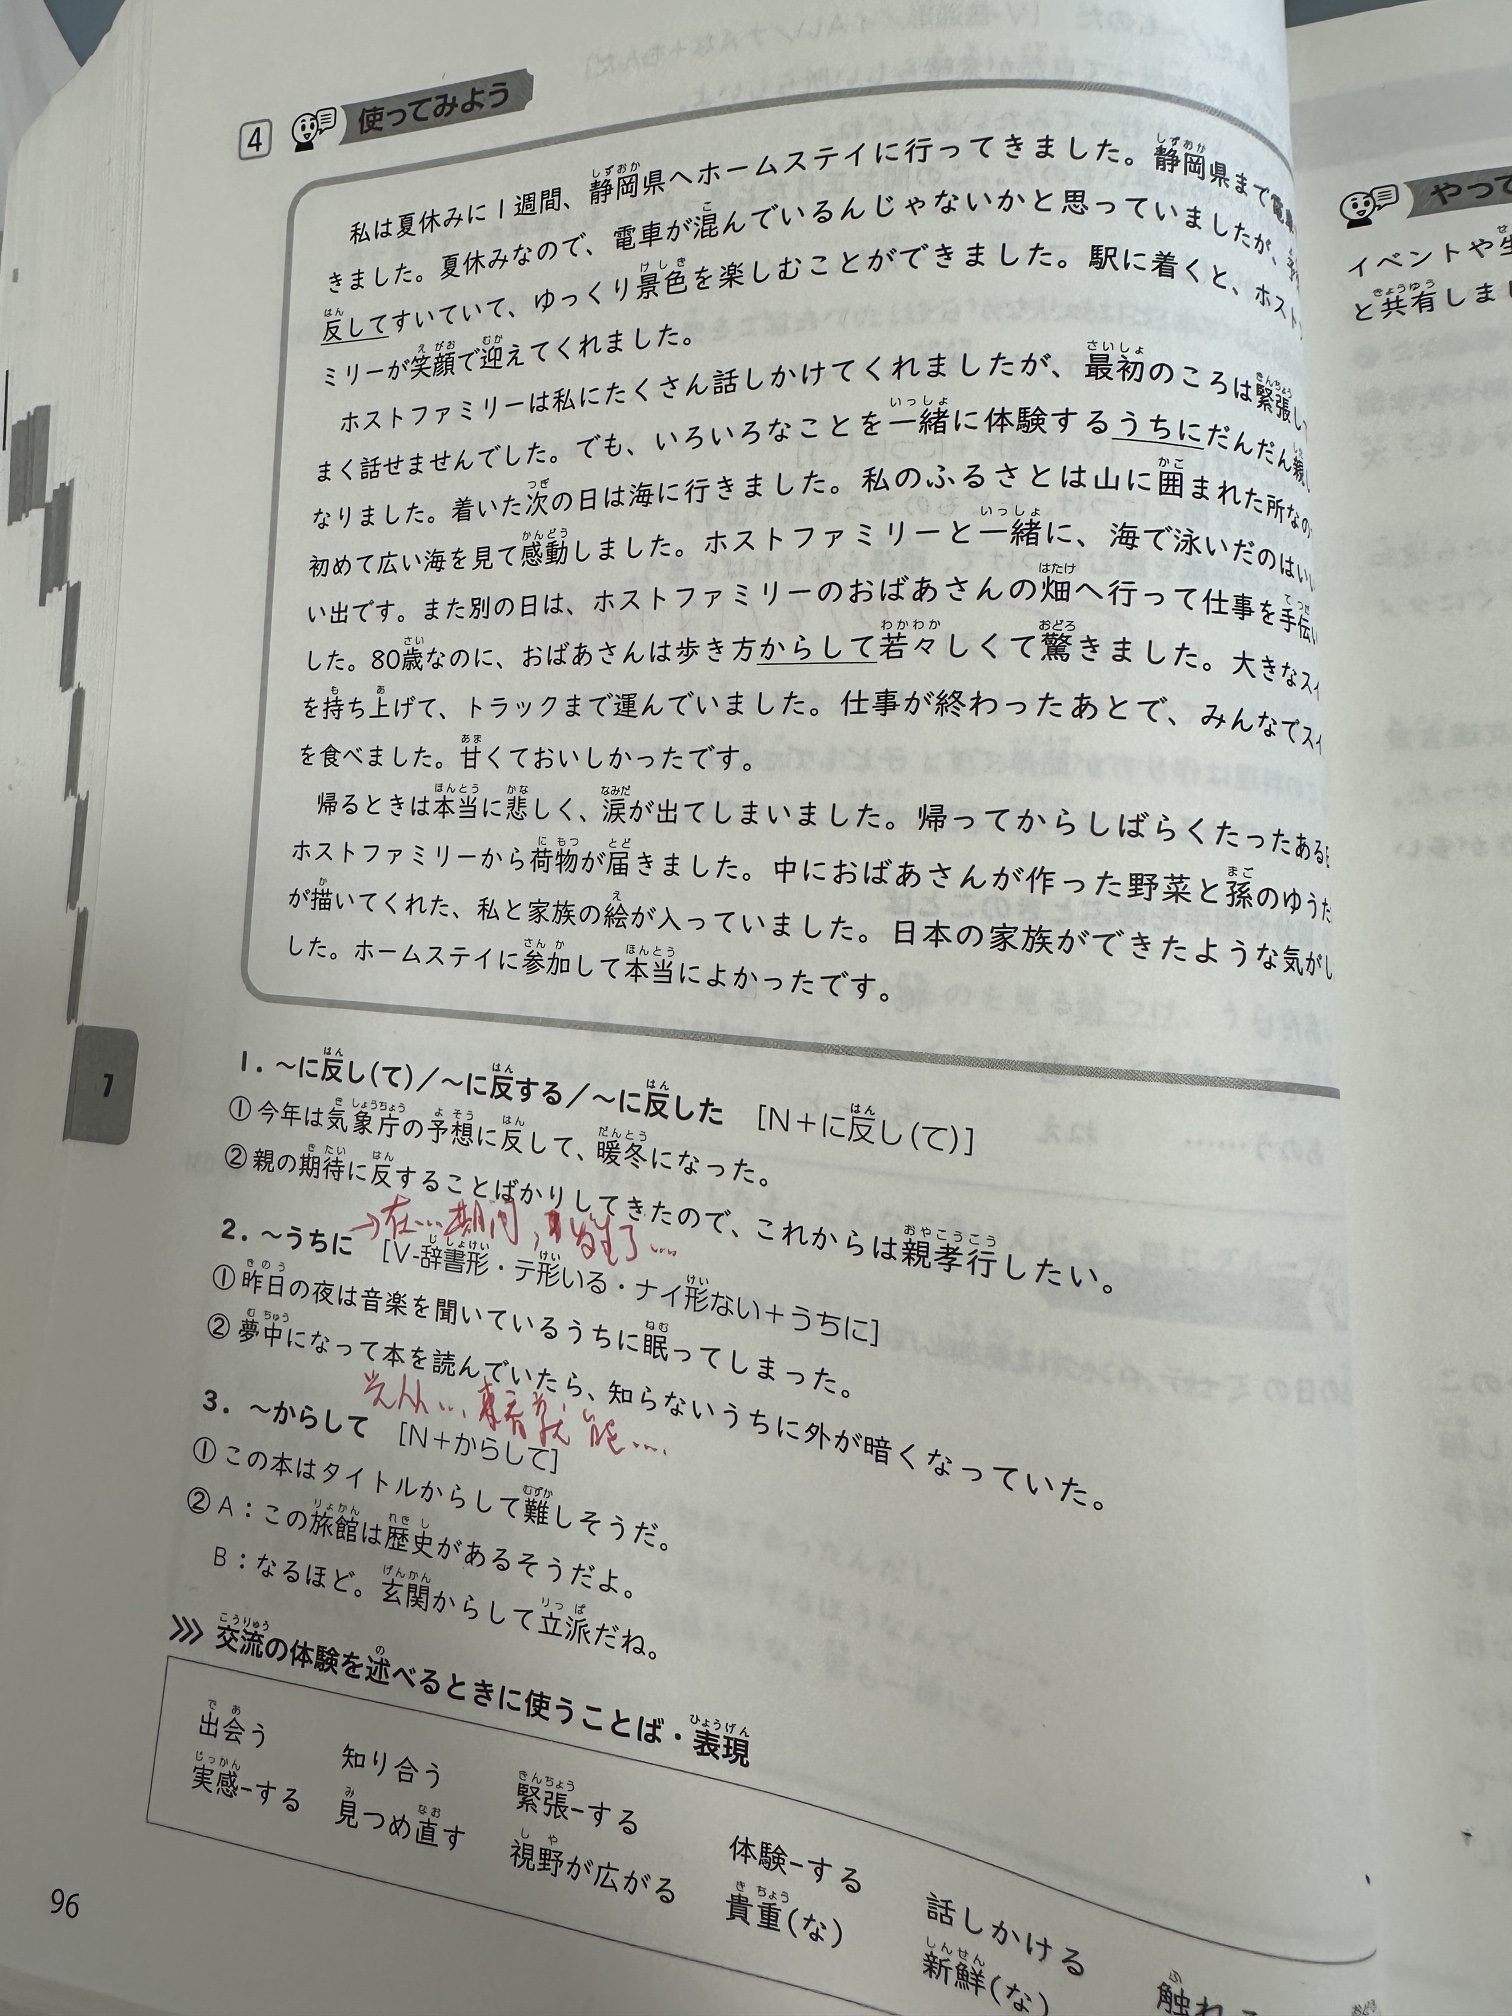 4 使ってみよう
私は夏休みに1週間、静岡県へホームステイに行ってきました。静岡県まで電車
きました。夏休みなので、電車が混んでいるんじゃないかと思っていましたが、
反してすいていて、ゆっくり景色を楽しむことができました。駅に着くと、ホスト
ミリーが笑顔で迎えてくれました。
ホストファミリーは私にたくさん話しかけてくれましたが、最初のころは緊張し
まく話せませんでした。でも、いろいろなことを一緒に体験するうちにだんだん親し
なりました。着いた次の日は海に行きました。私のふるさとは山に囲まれた所なの
初めて広い海を見て感動しました。ホストファミリーと一緒に、海で泳いだのはい
い出です。また別の日は、ホストファミリーのおばあさんの畑へ行って仕事を手伝い
した。80歳なのに、おばあさんは歩き方からして若々しくて驚きました。大きなスイ
を持ち上げて、トラックまで運んでいました。仕事が終わったあとで、みんなでスイ
を食べました。甘くておいしかったです。
帰るときは本当に悲しく、涙が出てしまいました。帰ってからしばらくたったある
ホストファミリーから荷物が届きました。中におばあさんが作った野菜と孫のゆうた
が描いてくれた、私と家族の絵が入っていました。日本の家族ができたような気がし
した。ホームステイに参加して本当によかったです。
1. ～に反し(て)/～に反する/～に反した [N+に反し(て)]
①今年は気象庁の予想に反して、暖冬になった。
②親の期待に反することばかりしてきたので、これからは親孝行したい。
→在...期间,发生了...
2. ～うちに [V-辞書形・テ形いる・ナイ形ない+うちに]
①昨日の夜は音楽を聞いているうちに眠ってしまった。
②夢中になって本を読んでいたら、知らないうちに外が暗くなっていた。
3. ～からして [N+からして]
①この本はタイトルからして難しそうだ。
②A:この旅館は歴史があるそうだよ。
B:なるほど。玄関からして立派だね。
交流の体験を述べるときに使うことば・表現
出会う 知り合う 緊張-する 体験-する 話しかける
実感-する 見つめ直す 視野が広がる 貴重(な) 新鮮(な) 触れ
96
7
やって
イベントや
と共有しまし